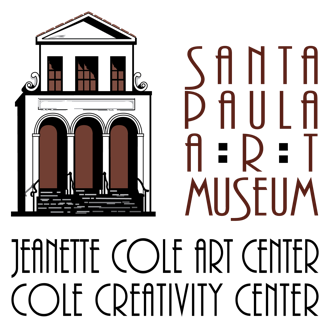 SANTA
PAULA
A:R:T
MUSEUM
JEANETTE COLE ART CENTER
COLE CREATIVITY CENTER